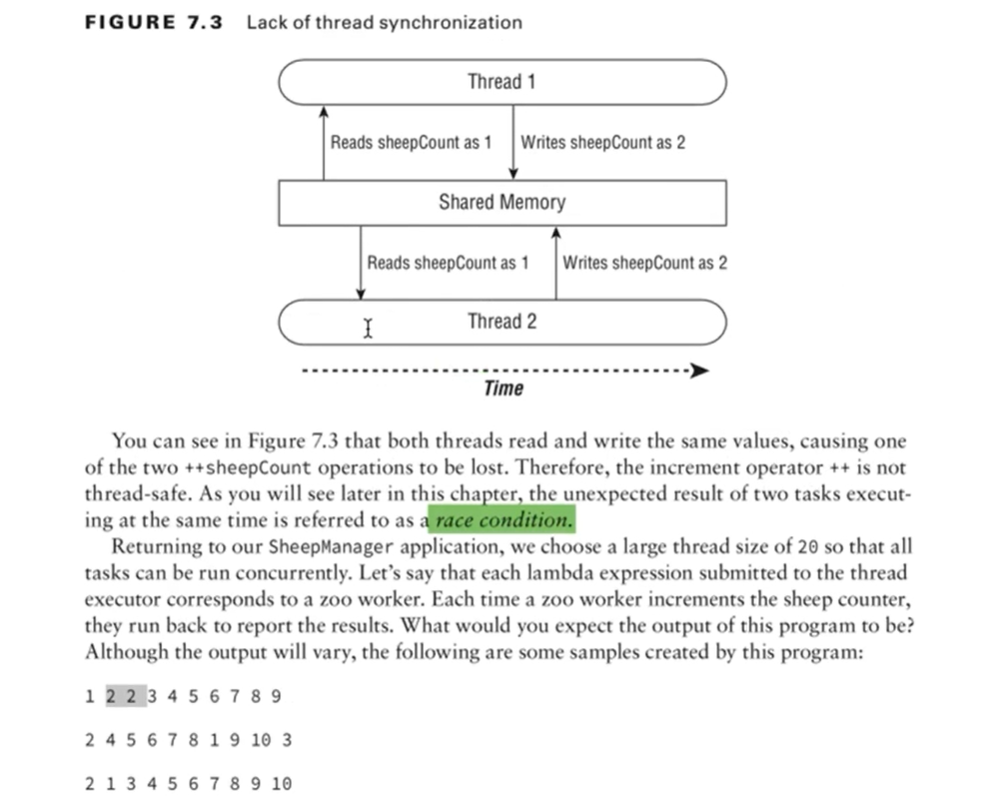 FIGURE 7.3 Lack of thread synchronization
Thread 1
Reads sheepCount as 1 Writes sheepCount as 2
Shared Memory
Reads sheepCount as 1 Writes sheepCount as 2
Thread 2
Time
You can see in Figure 7.3 that both threads read and write the same values, causing one
of the two ++sheepCount operations to be lost. Therefore, the increment operator ++ is not
thread-safe. As you will see later in this chapter, the unexpected result of two tasks execut-
ing at the same time is referred to as a race condition.
Returning to our SheepManager application, we choose a large thread size of 20 so that all
tasks can be run concurrently. Let's say that each lambda expression submitted to the thread
executor corresponds to a zoo worker. Each time a zoo worker increments the sheep counter,
they run back to report the results. What would you expect the output of this program to be?
Although the output will vary, the following are some samples created by this program:
1 2 2 3 4 5 6 7 8 9
2 4 5 6 7 8 1 9 10 3
2 1 3 4 5 6 7 8 9 10